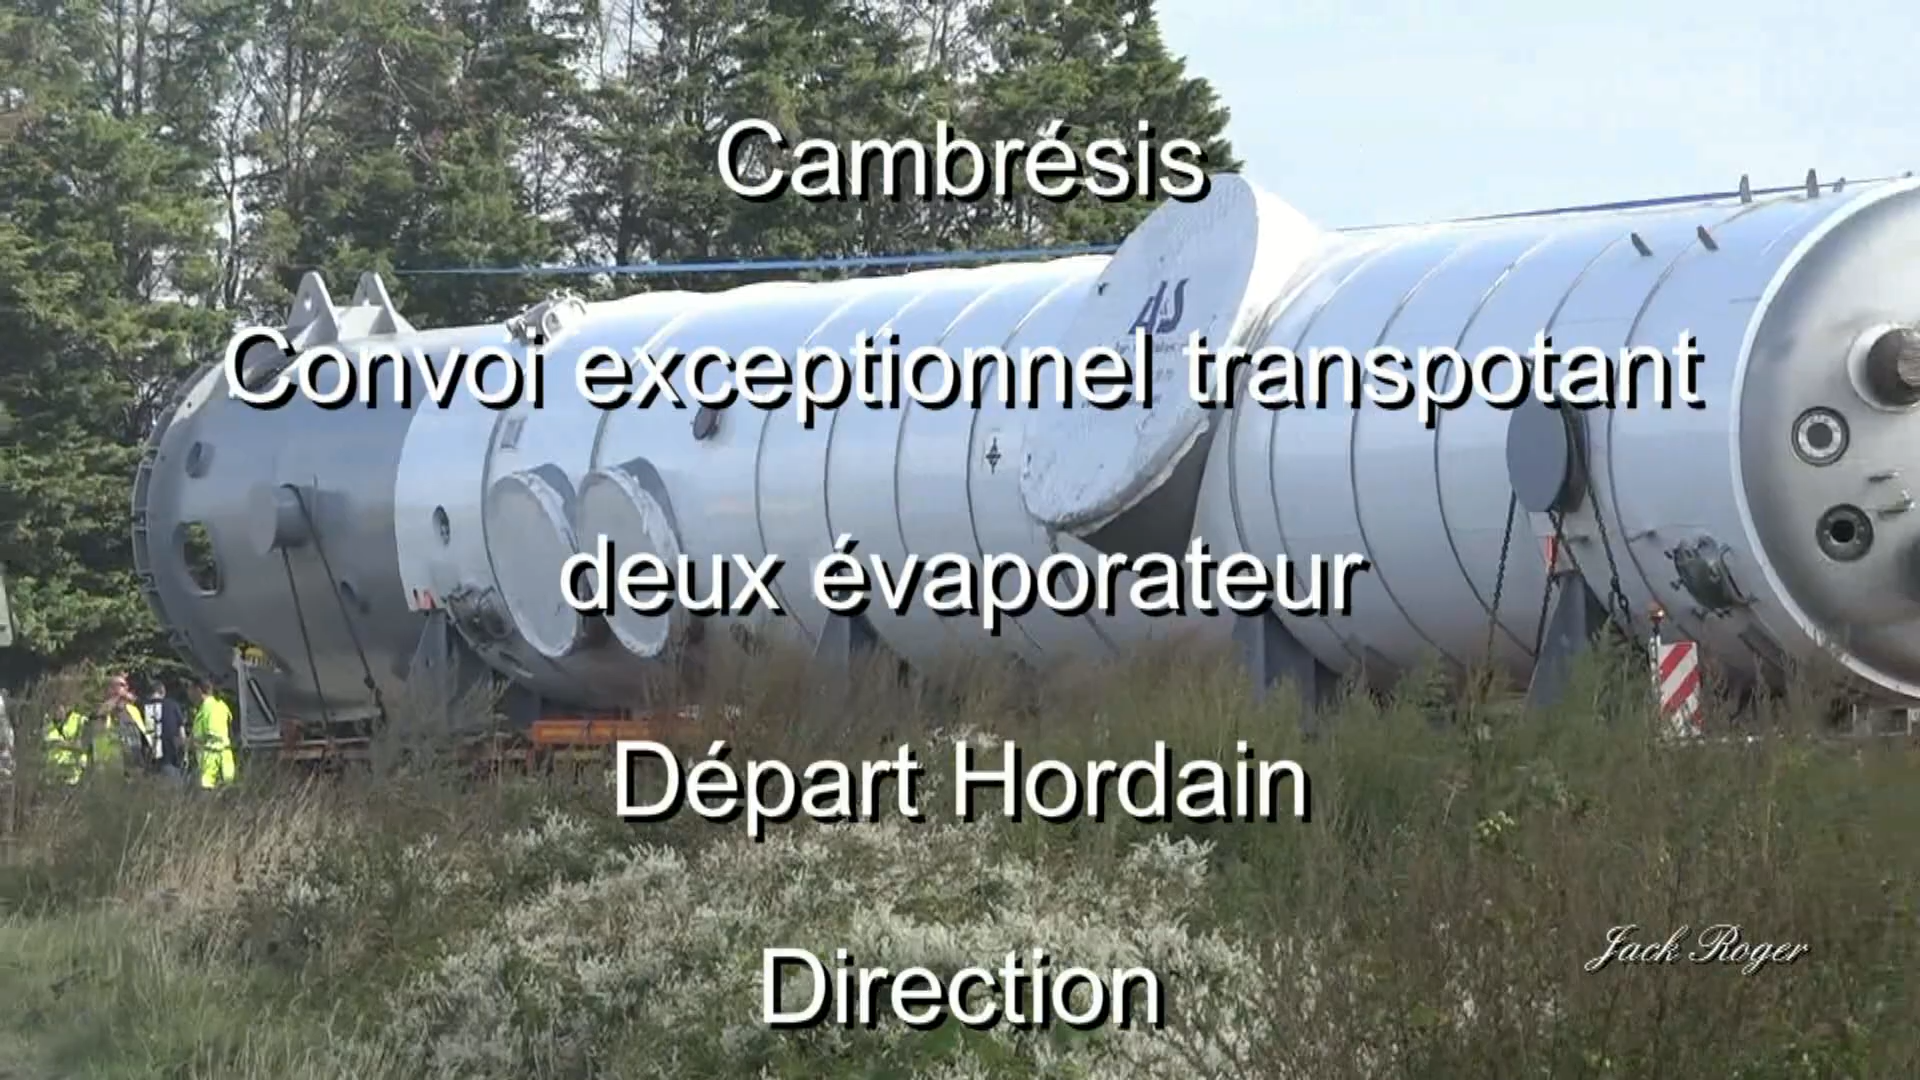 Cambrésis
Convoi exceptionnel transpotant
deux évaporateur
Départ Hordain
Direction
Jack Roger